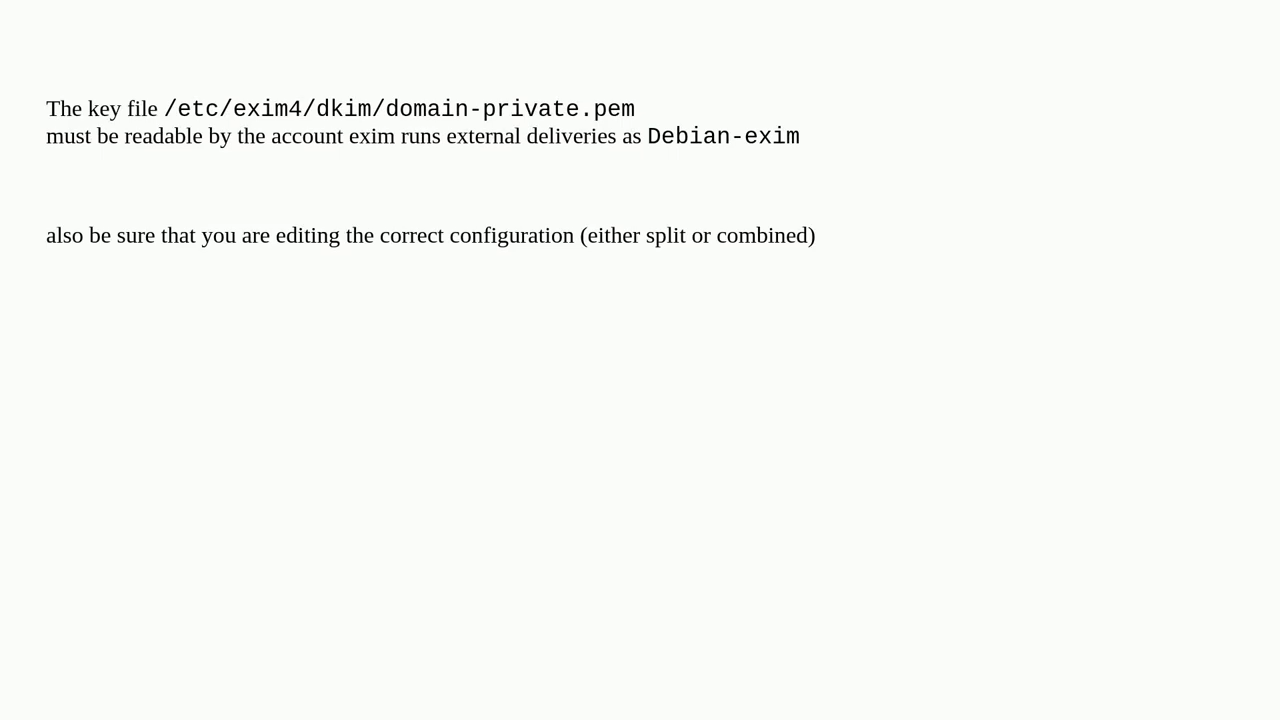 The key file /etc/exim4/dkim/domain-private.pem
must be readable by the account exim runs external deliveries as Debian-exim
also be sure that you are editing the correct configuration (either split or combined)